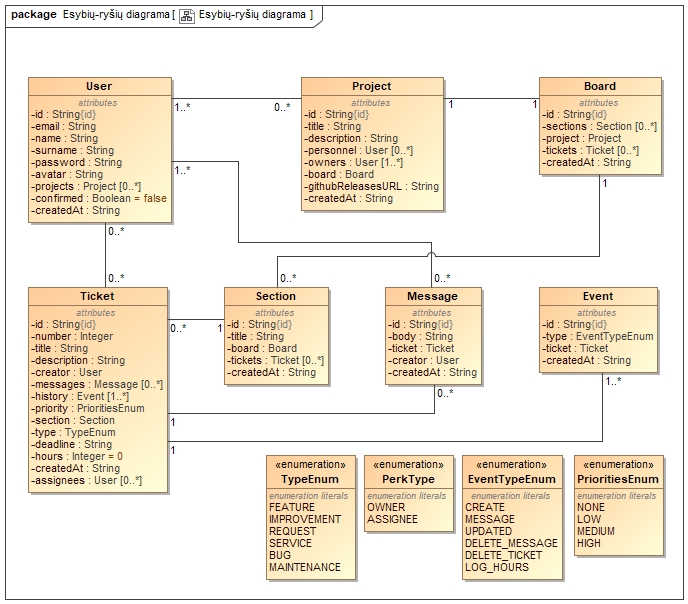 package Esybių-ryšių diagrama [ Esybių-ryšių diagrama ]
User
attributes
-id : String{id}
-email : String
-name : String
-surname : String
-password : String
-avatar : String
-projects : Project [0..*]
-confirmed : Boolean = false
-createdAt : String
1..*
0..*
Project
attributes
-id : String{id}
-title : String
-description : String
-personnel : User [0..*]
-owners : User [1..*]
-board : Board
-githubReleasesURL : String
-createdAt : String
1
1
Board
attributes
-id : String{id}
-sections : Section [0..*]
-project : Project
-tickets : Ticket [0..*]
-createdAt : String
1..*
1
0..*
0..*
0..*
0..*
Ticket
attributes
-id : String{id}
-number : Integer
-title : String
-description : String
-creator : User
-messages : Message [0..*]
-history : Event [1..*]
-priority : PrioritiesEnum
-section : Section
-type : TypeEnum
-deadline : String
-hours : Integer = 0
-createdAt : String
-assignees : User [0..*]
0..*
1
Section
attributes
-id : String{id}
-title : String
-board : Board
-tickets : Ticket [0..*]
-createdAt : String
Message
attributes
-id : String{id}
-body : String
-ticket : Ticket
-creator : User
-createdAt : String
Event
attributes
-id : String{id}
-type : EventTypeEnum
-ticket : Ticket
-createdAt : String
0..*
1..*
1
1
«enumeration»
TypeEnum
enumeration literals
FEATURE
IMPROVEMENT
REQUEST
SERVICE
BUG
MAINTENANCE
«enumeration»
PerkType
enumeration literals
OWNER
ASSIGNEE
«enumeration»
EventTypeEnum
enumeration literals
CREATE
MESSAGE
UPDATED
DELETE_MESSAGE
DELETE_TICKET
LOG_HOURS
«enumeration»
PrioritiesEnum
enumeration literals
NONE
LOW
MEDIUM
HIGH